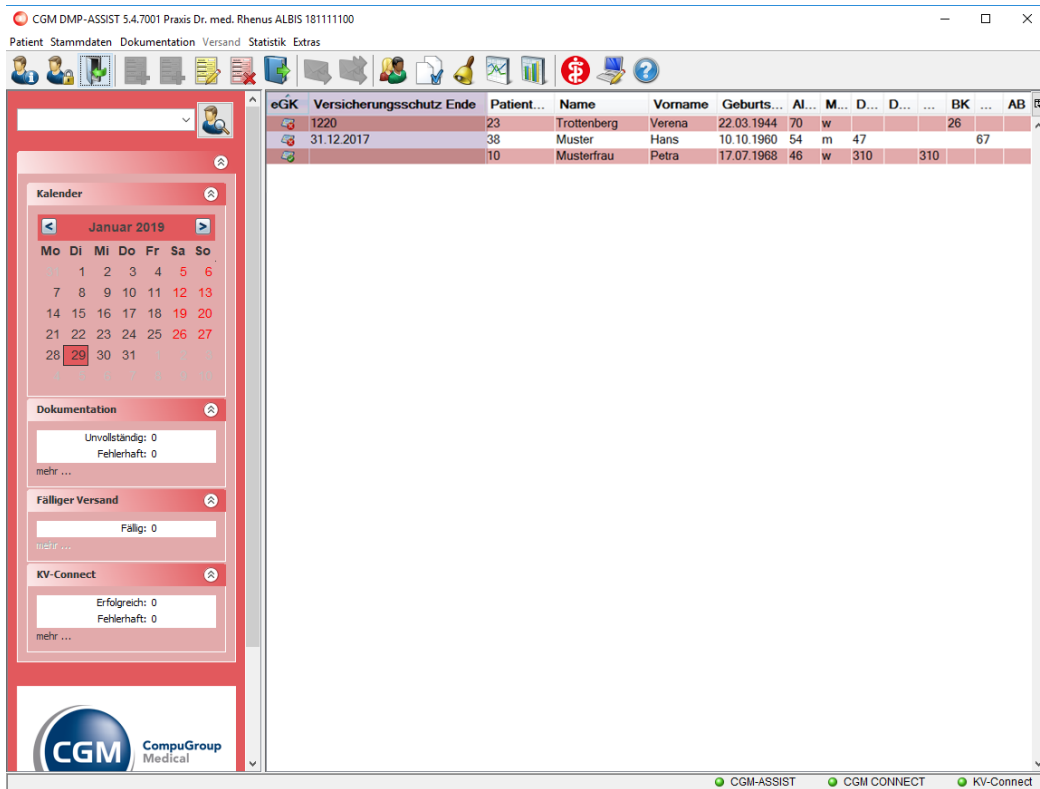 CGM DMP-ASSIST 5.4.7001 Praxis Dr. med. Rhenus ALBIS 181111100
Patient Stammdaten Dokumentation Versand Statistik Extras
eGK Versicherungsschutz Ende Patient... Name Vorname Geburts... Al... M... D... D... ... BK ... AB
1220 23 Trottenberg Verena 22.03.1944 70 w 26
31.12.2017 38 Muster Hans 10.10.1960 54 m 47 67
10 Musterfrau Petra 17.07.1968 46 w 310 310
Kalender
Januar 2019
Mo Di Mi Do Fr Sa So
1 2 3 4 5 6
7 8 9 10 11 12 13
14 15 16 17 18 19 20
21 22 23 24 25 26 27
28 29 30 31
Dokumentation
Unvollständig: 0
Fehlerhaft: 0
mehr ...
Fälliger Versand
Fällig: 0
mehr ...
KV-Connect
Erfolgreich: 0
Fehlerhaft: 0
mehr ...
CGM CompuGroup
Medical
CGM-ASSIST CGM CONNECT KV-Connect